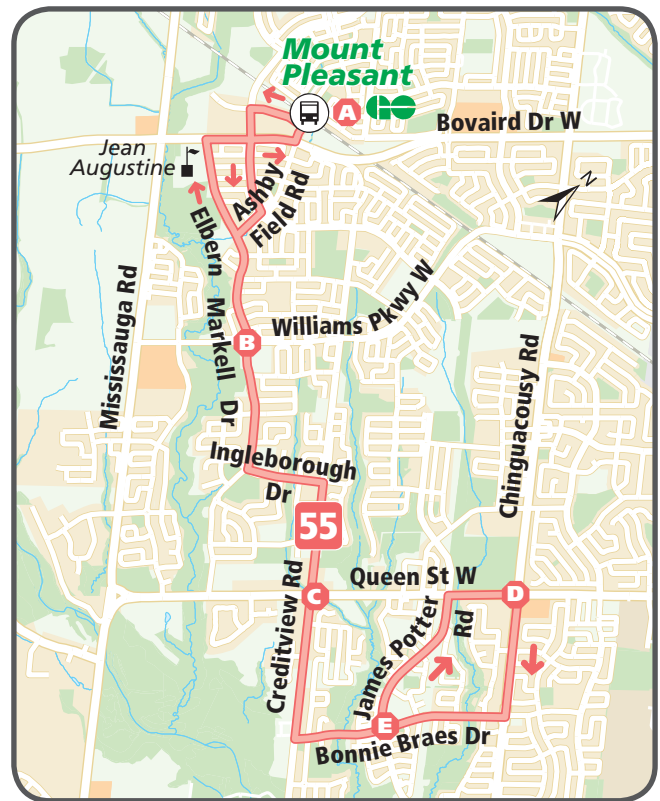 Mount
Pleasant
A
GO
Bovaird Dr W
Jean
Augustine
N
Ashby
Field Rd
Elbern
Markell
Dr
Mississauga Rd
B
Williams Pkwy W
Chinguacousy Rd
Ingleborough
Dr
55
Queen St W
C
D
Creditview Rd
James Potter
Rd
E
Bonnie Braes Dr